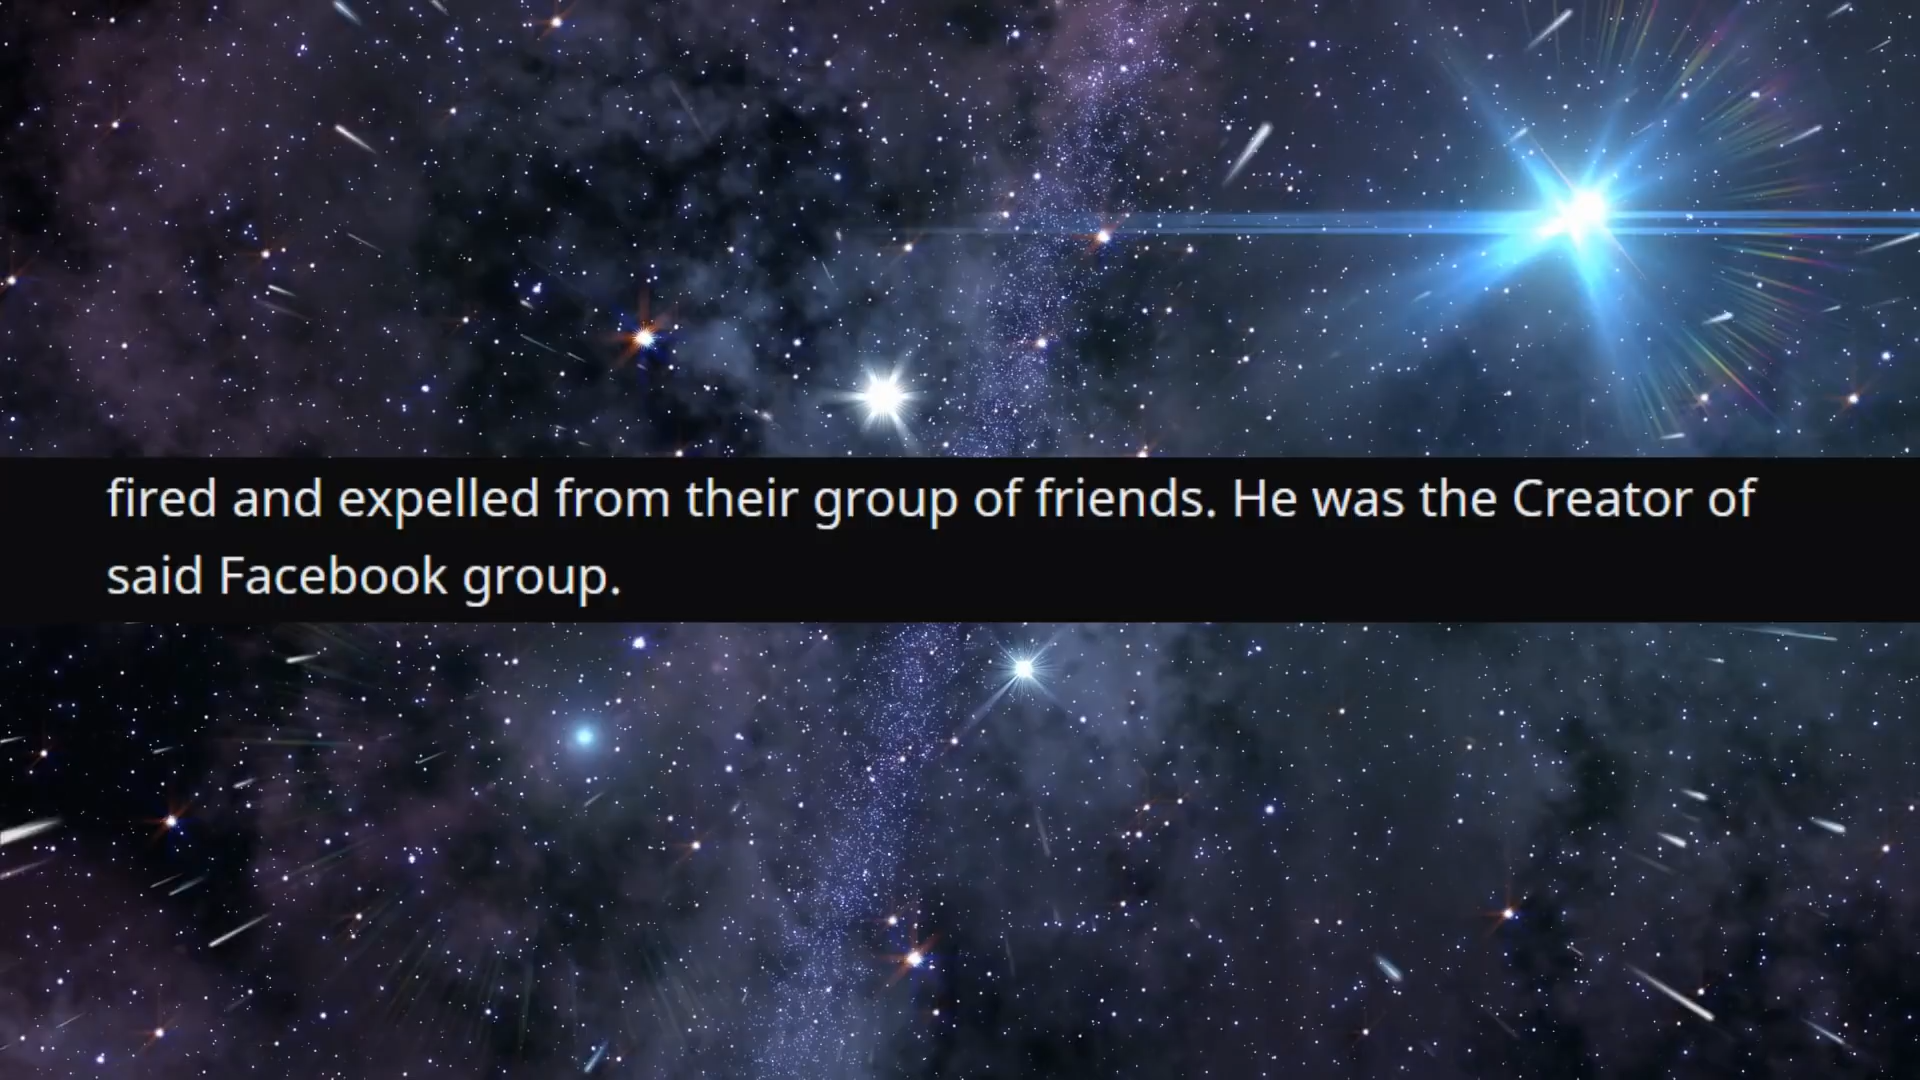 fired and expelled from their group of friends. He was the Creator of
said Facebook group.